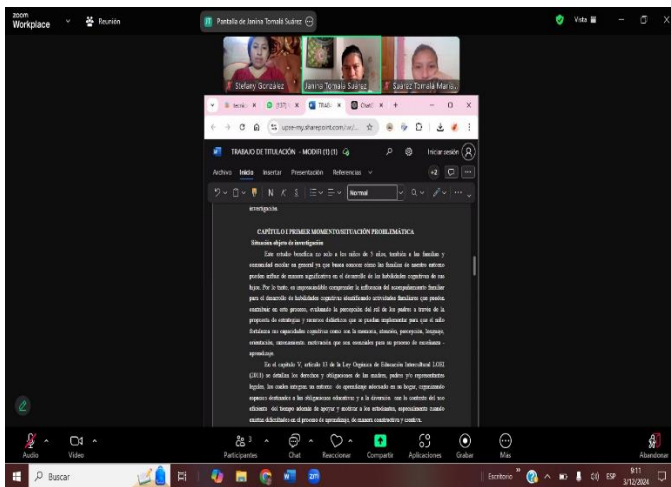 zoom
Workplace
Reunión
Pantalla de Janina Tomalá Suárez
Vista
Stefany González
Janina Tomalá Suárez
Suárez Tomalá María
TRABAJO DE TITULACIÓN - MODIFI (1) (1)
Iniciar sesión
Archivo Inicio Insertar Presentación Referencias
+2
N K S
Normal
investigación.
CAPÍTULO I PRIMER MOMENTO/SITUACIÓN PROBLEMÁTICA
Situación objeto de investigación
Este estudio beneficia no solo a los niños de 5 años, también a las familias y
comunidad escolar en general ya que busca conocer cómo las familias de nuestro entorno
pueden influir de manera significativa en el desarrollo de las habilidades cognitivas de sus
hijos. Por lo tanto, es imprescindible comprender la influencia del acompañamiento familiar
para el desarrollo de habilidades cognitivas identificando actividades familiares que puedan
contribuir en este proceso, evaluando la percepción del rol de los padres a través de la
propuesta de estrategias y recursos didácticos que se puedan implementar para que el niño
fortalezca sus capacidades cognitivas como son la memoria, atención, percepción, lenguaje,
orientación, razonamiento, motivación que son esenciales para su proceso de enseñanza -
aprendizaje.
En el capítulo V, artículo 13 de la Ley Orgánica de Educación Intercultural LOEI
(2011) se detallan los derechos y obligaciones de las madres, padres y/o representantes
legales, los cuales integran un entorno de aprendizaje adecuado en su hogar, organizando
espacios destinados a las obligaciones educativas y a la diversión con la contexto del uso
eficiente del tiempo además de apoyar y motivar a los estudiantes, especialmente cuando
existan dificultades en el proceso de aprendizaje, de manera constructiva y creativa.
Audio
Video
3
Participantes
Chat
Reaccionar
Compartir
Aplicaciones
Grabar
Más
Abandonar
Buscar
Escritorio
ESP
9:11
3/12/2024